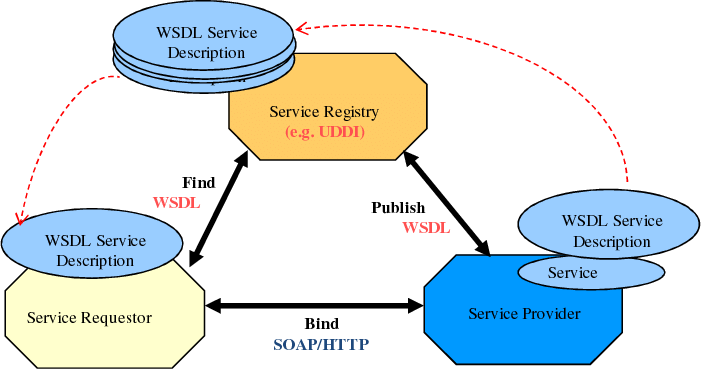 WSDL Service
Description
Service Registry
(e.g. UDDI)
Find
WSDL
Publish
WSDL
WSDL Service
Description
Service
WSDL Service
Description
Service Requestor
Service Provider
Bind
SOAP/HTTP